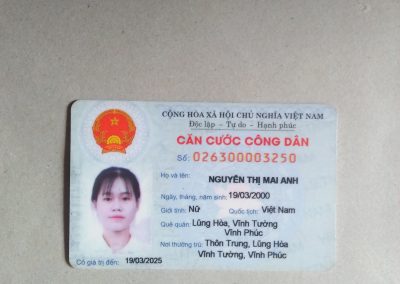 CỘNG HÒA XÃ HỘI CHỦ NGHĨA VIỆT NAM
Độc lập - Tự do - Hạnh phúc
CĂN CƯỚC CÔNG DÂN
Số: 026300003250
Họ và tên:
NGUYỄN THỊ MAI ANH
Ngày, tháng, năm sinh: 19/03/2000
Giới tính: Nữ Quốc tịch: Việt Nam
Quê quán: Lũng Hòa, Vĩnh Tường
Vĩnh Phúc
Nơi thường trú: Thôn Trung, Lũng Hòa
Vĩnh Tường, Vĩnh Phúc
Có giá trị đến: 19/03/2025